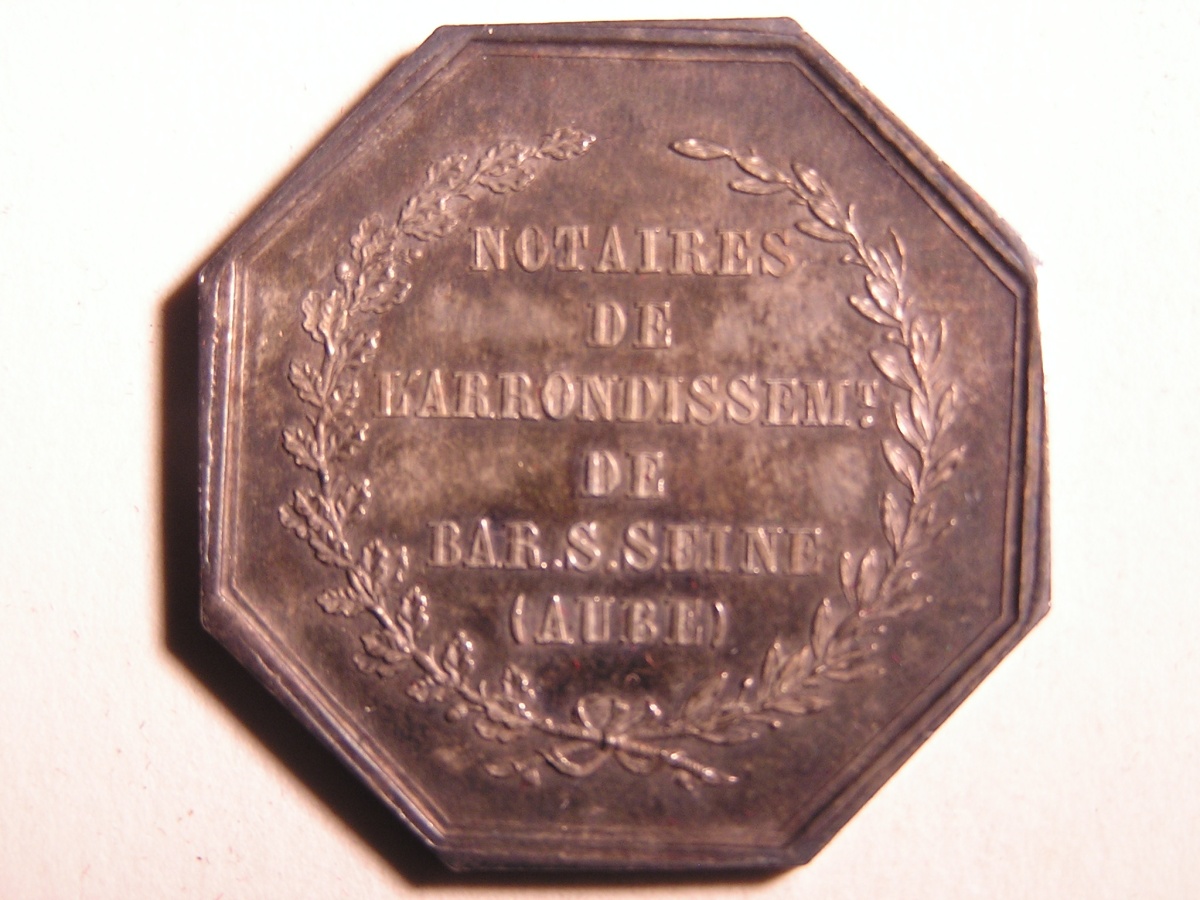 NOTAIRES
DE
L'ARRONDISSEMT.
DE
BAR.S.SEINE
(AUBE)